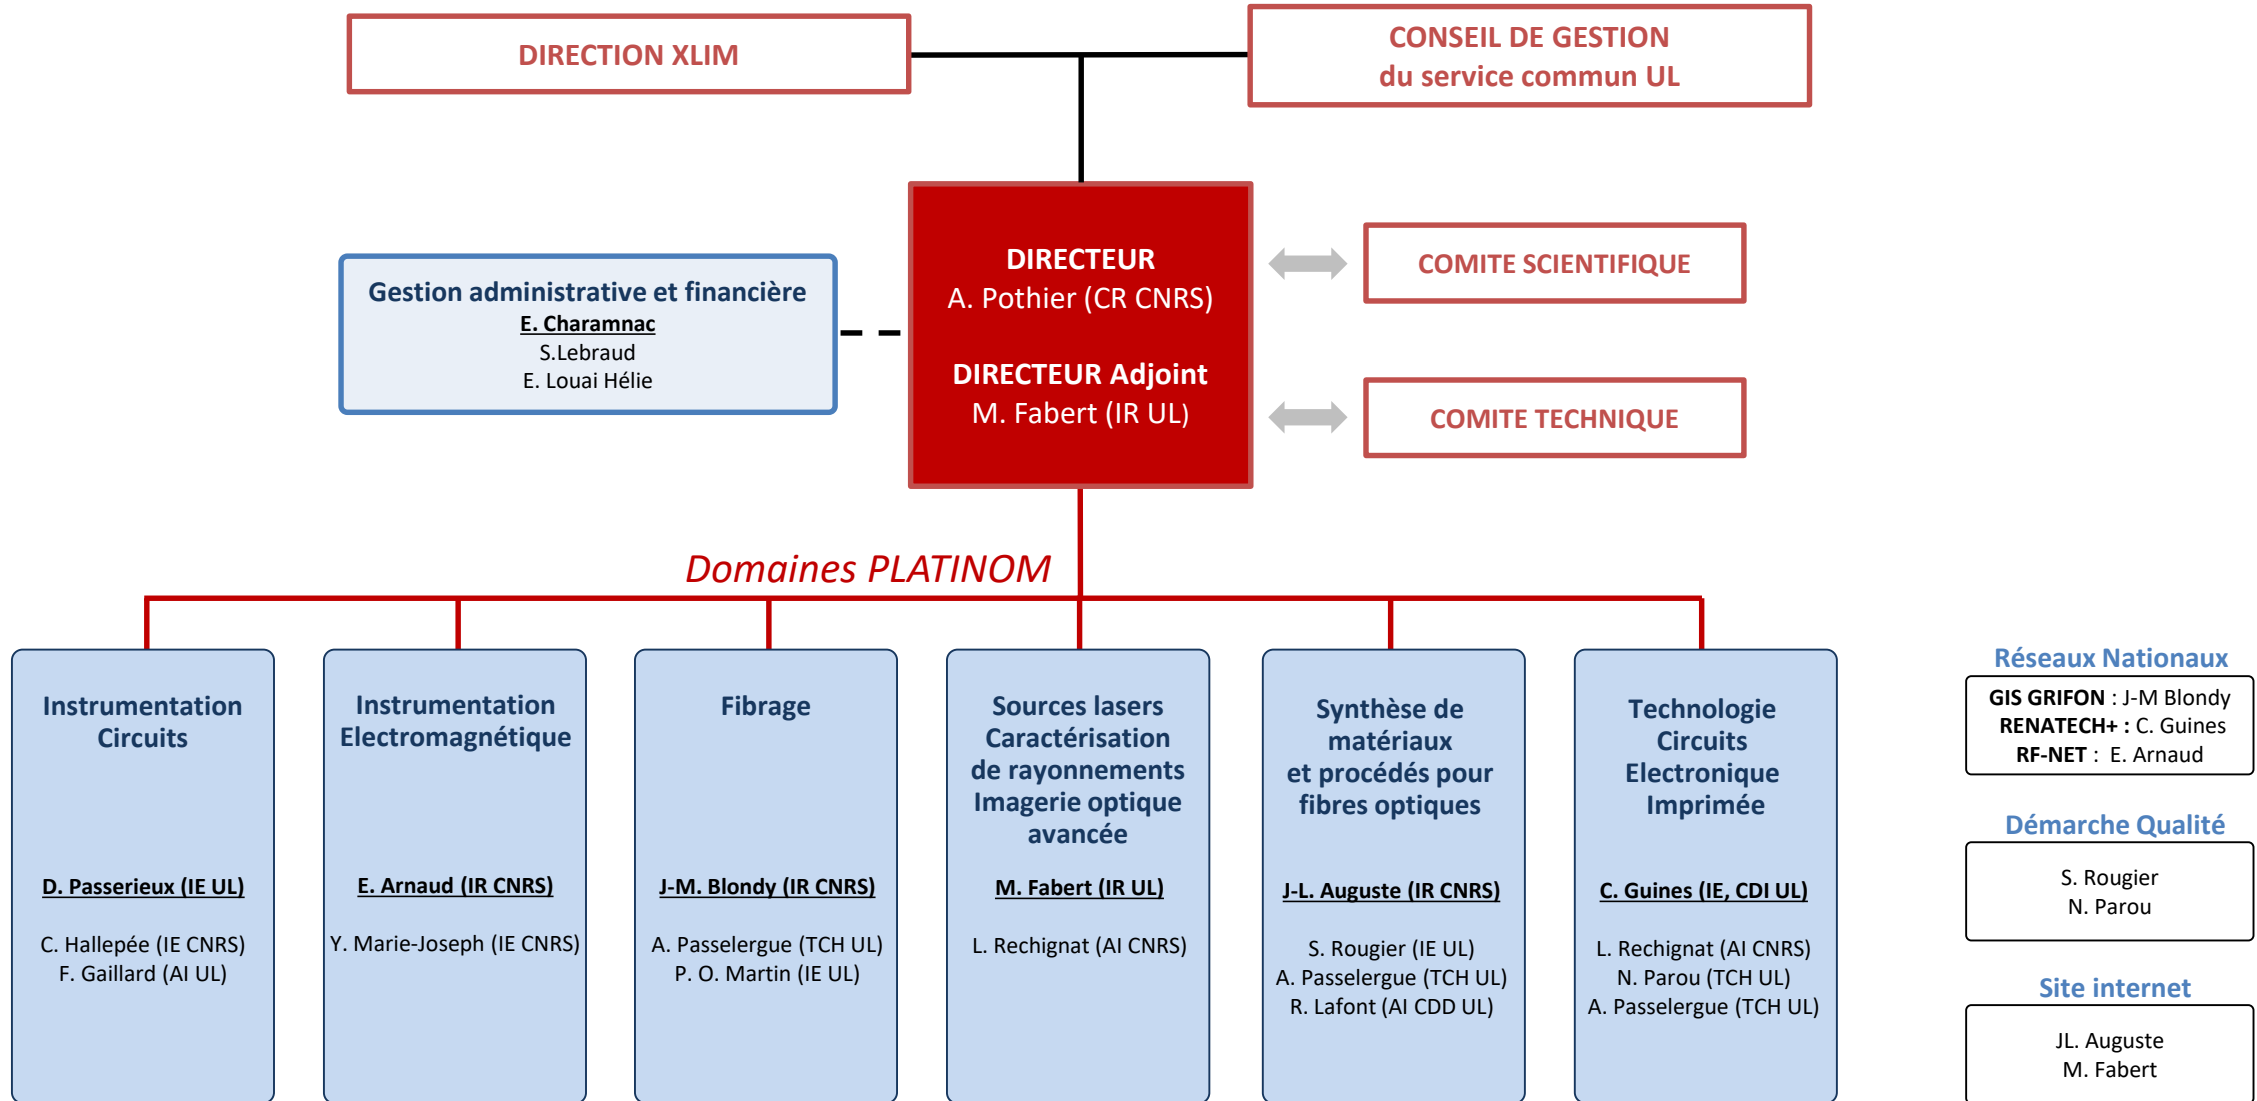 DIRECTION XLIM
CONSEIL DE GESTION
du service commun UL
Gestion administrative et financière
E. Charamnac
S.Lebraud
E. Louai Hélie
DIRECTEUR
A. Pothier (CR CNRS)
DIRECTEUR Adjoint
M. Fabert (IR UL)
COMITE SCIENTIFIQUE
COMITE TECHNIQUE
Domaines PLATINOM
Instrumentation
Circuits
D. Passerieux (IE UL)
C. Hallepée (IE CNRS)
F. Gaillard (AI UL)
Instrumentation
Electromagnétique
E. Arnaud (IR CNRS)
Y. Marie-Joseph (IE CNRS)
Fibrage
J-M. Blondy (IR CNRS)
A. Passelergue (TCH UL)
P. O. Martin (IE UL)
Sources lasers
Caractérisation
de rayonnements
Imagerie optique
avancée
M. Fabert (IR UL)
L. Rechignat (AI CNRS)
Synthèse de
matériaux
et procédés pour
fibres optiques
J-L. Auguste (IR CNRS)
S. Rougier (IE UL)
A. Passelergue (TCH UL)
R. Lafont (AI CDD UL)
Technologie
Circuits
Electronique
Imprimée
C. Guines (IE, CDI UL)
L. Rechignat (AI CNRS)
N. Parou (TCH UL)
A. Passelergue (TCH UL)
Réseaux Nationaux
GIS GRIFON : J-M Blondy
RENATECH+ : C. Guines
RF-NET : E. Arnaud
Démarche Qualité
S. Rougier
N. Parou
Site internet
JL. Auguste
M. Fabert